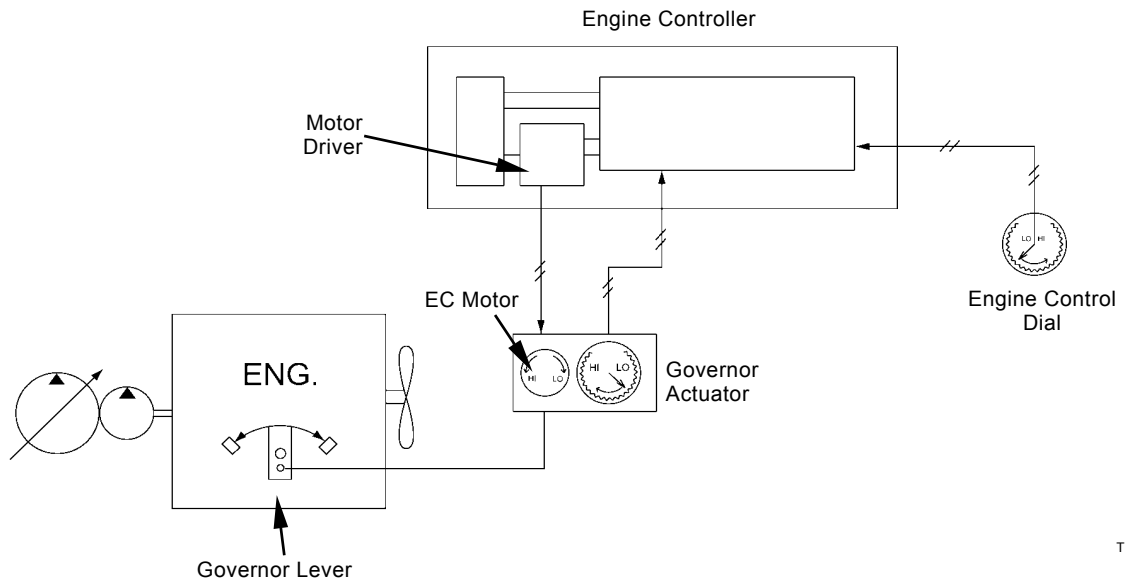 Engine Controller
Motor
Driver
LO HI
EC Motor
Engine Control
Dial
HI LO
HI LO
Governor
Actuator
ENG.
Governor Lever
T